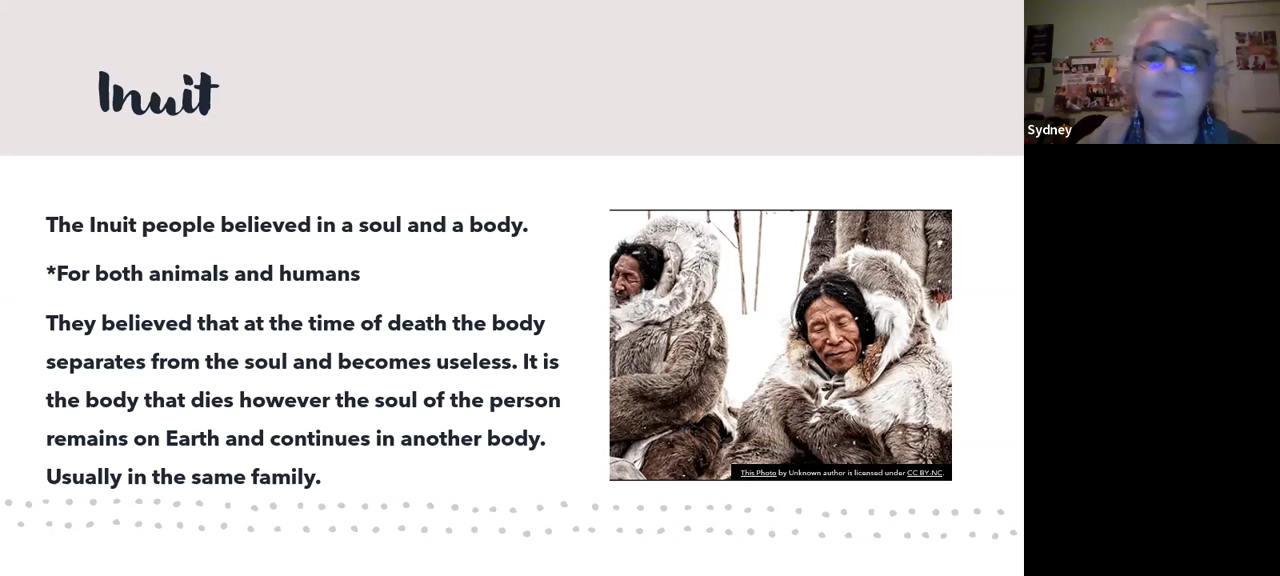 Inuit
Sydney
The Inuit people believed in a soul and a body.
*For both animals and humans
They believed that at the time of death the body
separates from the soul and becomes useless. It is
the body that dies however the soul of the person
remains on Earth and continues in another body.
Usually in the same family.
This Photo by Unknown author is licensed under CC BY-NC.